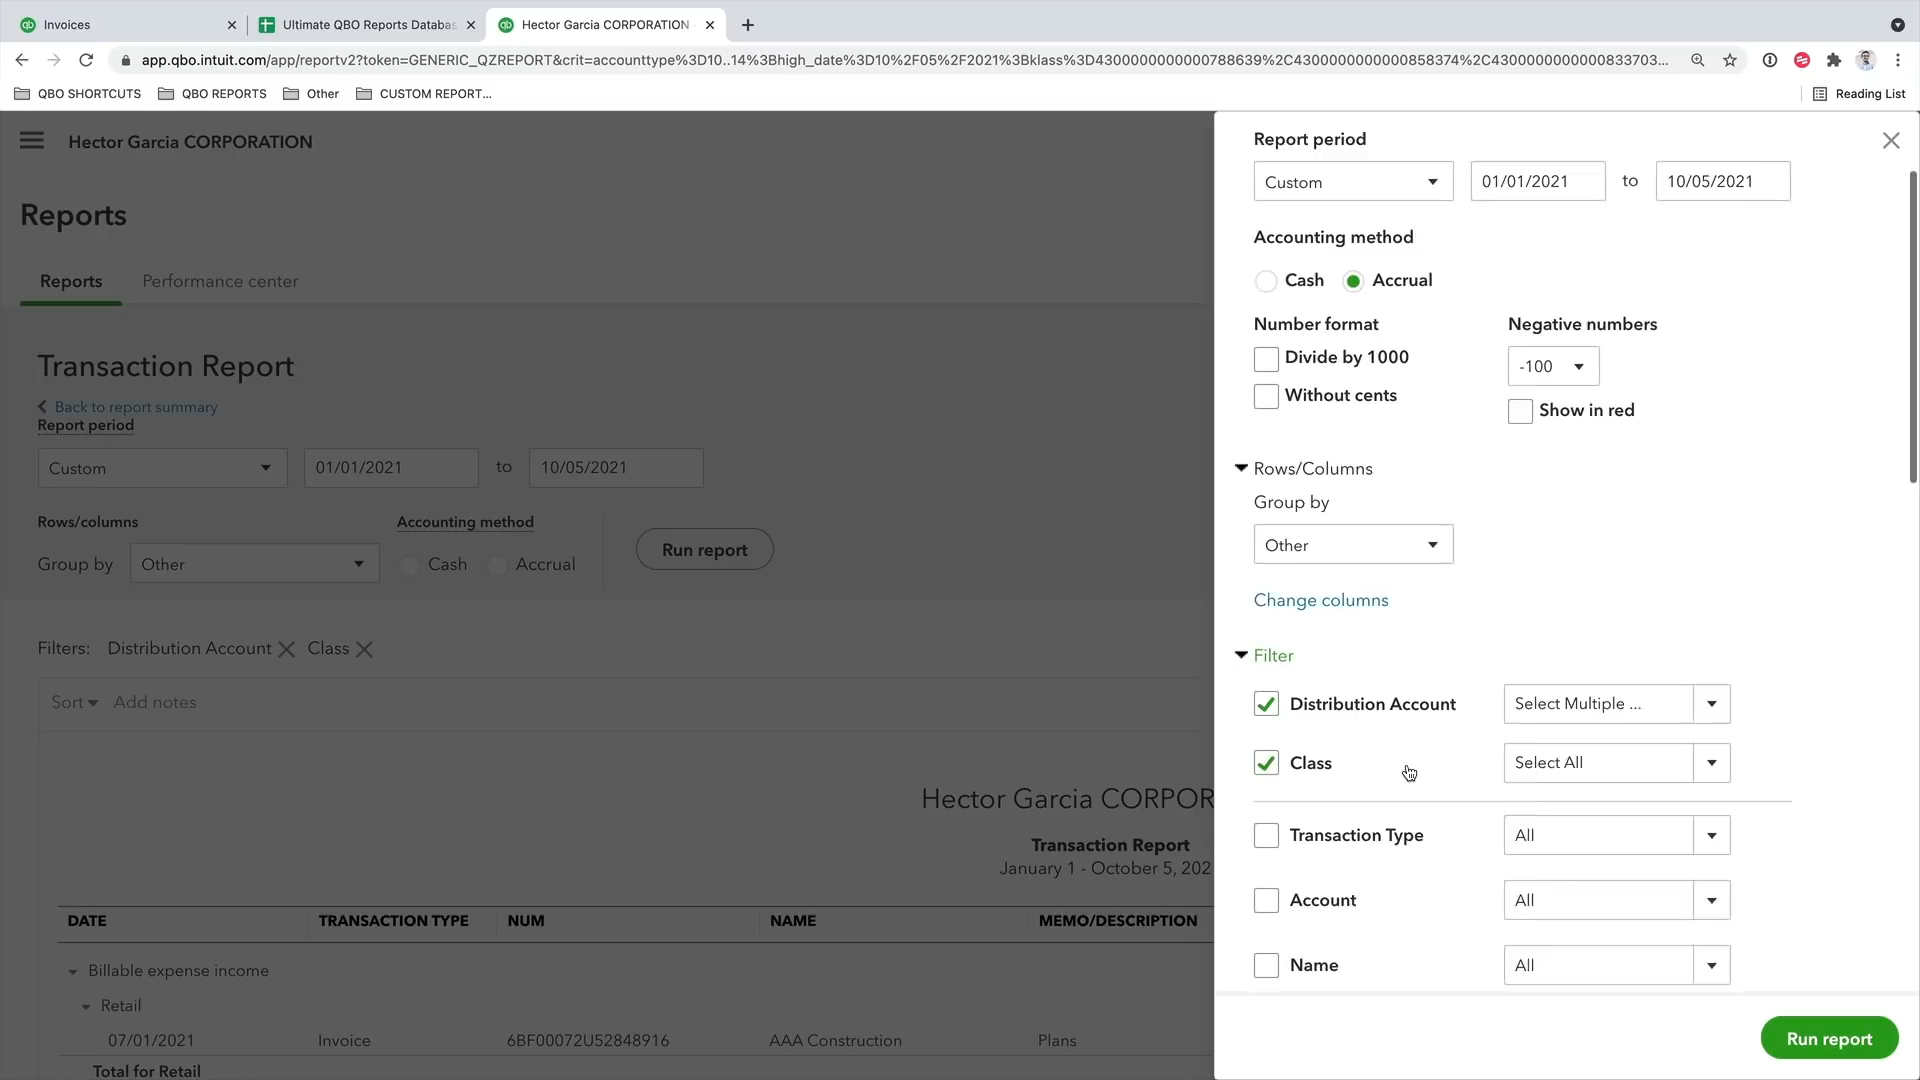 Invoices
Ultimate QBO Reports Databas
Hector Garcia CORPORATION
app.qbo.intuit.com/app/reportv2?token=GENERIC_QZREPORT&crit=accounttype%3D10..14%3Bhigh_date%3D10%2F05%2F2021%3Bklass%3D4300000000000788639%2C4300000000000858374%2C4300000000000833703...
QBO SHORTCUTS
QBO REPORTS
Other
CUSTOM REPORT...
Reading List
Hector Garcia CORPORATION
Reports
Reports
Performance center
Transaction Report
Back to report summary
Report period
Custom
01/01/2021
to
10/05/2021
Rows/columns
Accounting method
Group by
Other
Cash
Accrual
Run report
Filters:
Distribution Account
Class
Sort
Add notes
Hector Garcia CORPOR
Transaction Report
January 1 - October 5, 202
DATE
TRANSACTION TYPE
NUM
NAME
MEMO/DESCRIPTION
Billable expense income
Retail
07/01/2021
Invoice
6BF00072U52848916
AAA Construction
Plans
Total for Retail
Report period
Custom
01/01/2021
to
10/05/2021
Accounting method
Cash
Accrual
Number format
Negative numbers
Divide by 1000
-100
Without cents
Show in red
Rows/Columns
Group by
Other
Change columns
Filter
Distribution Account
Select Multiple ...
Class
Select All
Transaction Type
All
Account
All
Name
All
Run report